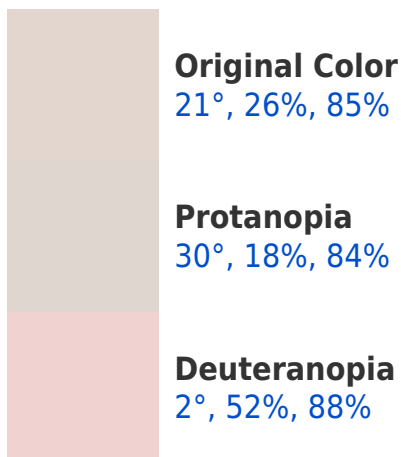 Original Color
21°, 26%, 85%
Protanopia
30°, 18%, 84%
Deuteranopia
2°, 52%, 88%